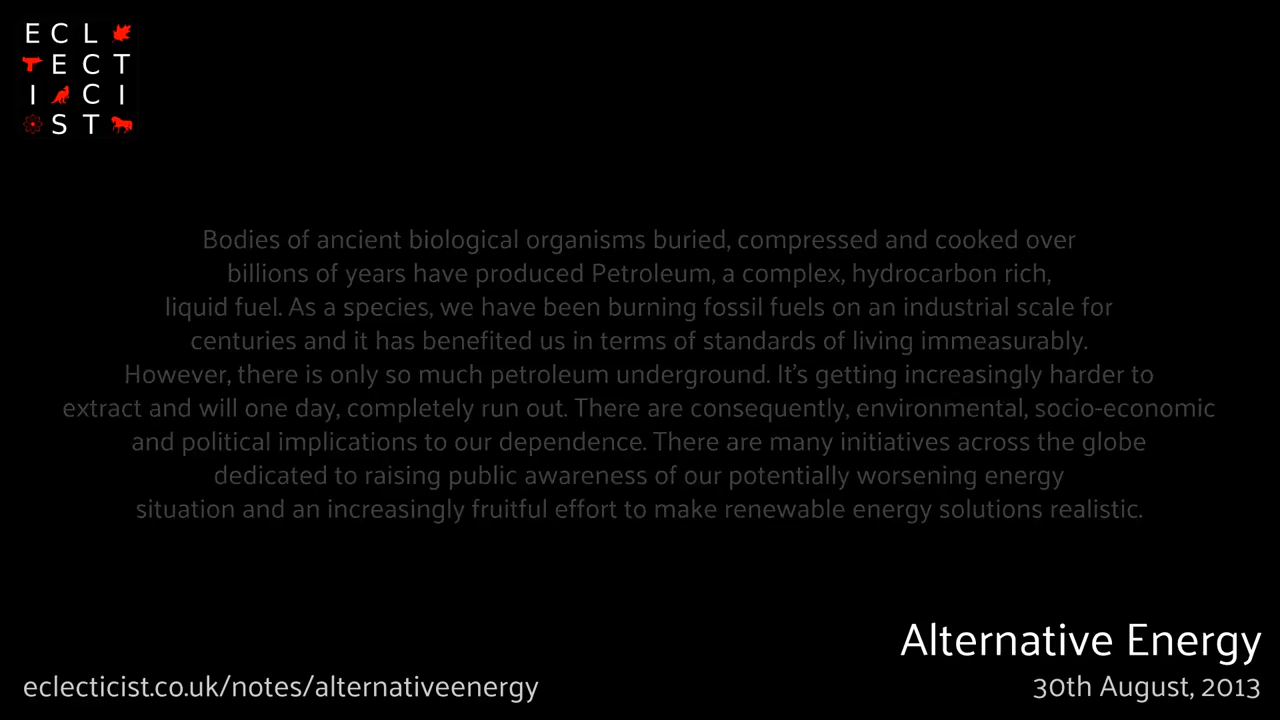 ECL
ECT
I CI
ST
Bodies of ancient biological organisms buried, compressed and cooked over
billions of years have produced Petroleum, a complex, hydrocarbon rich,
liquid fuel. As a species, we have been burning fossil fuels on an industrial scale for
centuries and it has benefited us in terms of standards of living immeasurably.
However, there is only so much petroleum underground. It's getting increasingly harder to
extract and will one day, completely run out. There are consequently, environmental, socio-economic
and political implications to our dependence. There are many initiatives across the globe
dedicated to raising public awareness of our potentially worsening energy
situation and an increasingly fruitful effort to make renewable energy solutions realistic.
Alternative Energy
eclecticist.co.uk/notes/alternativeenergy
30th August, 2013